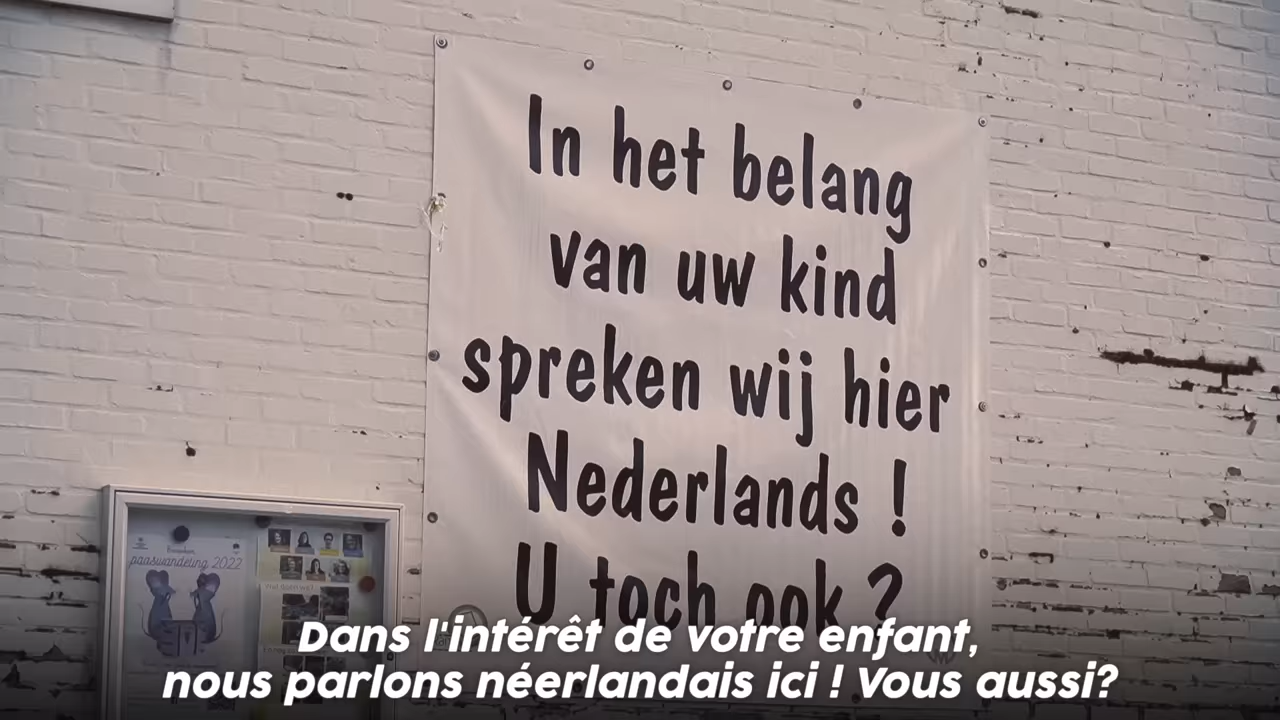 In het belang
van uw kind
spreken wij hier
Nederlands !
U toch ook ?
paaswandeling 2022
Dans l'intérêt de votre enfant,
nous parlons néerlandais ici ! Vous aussi?